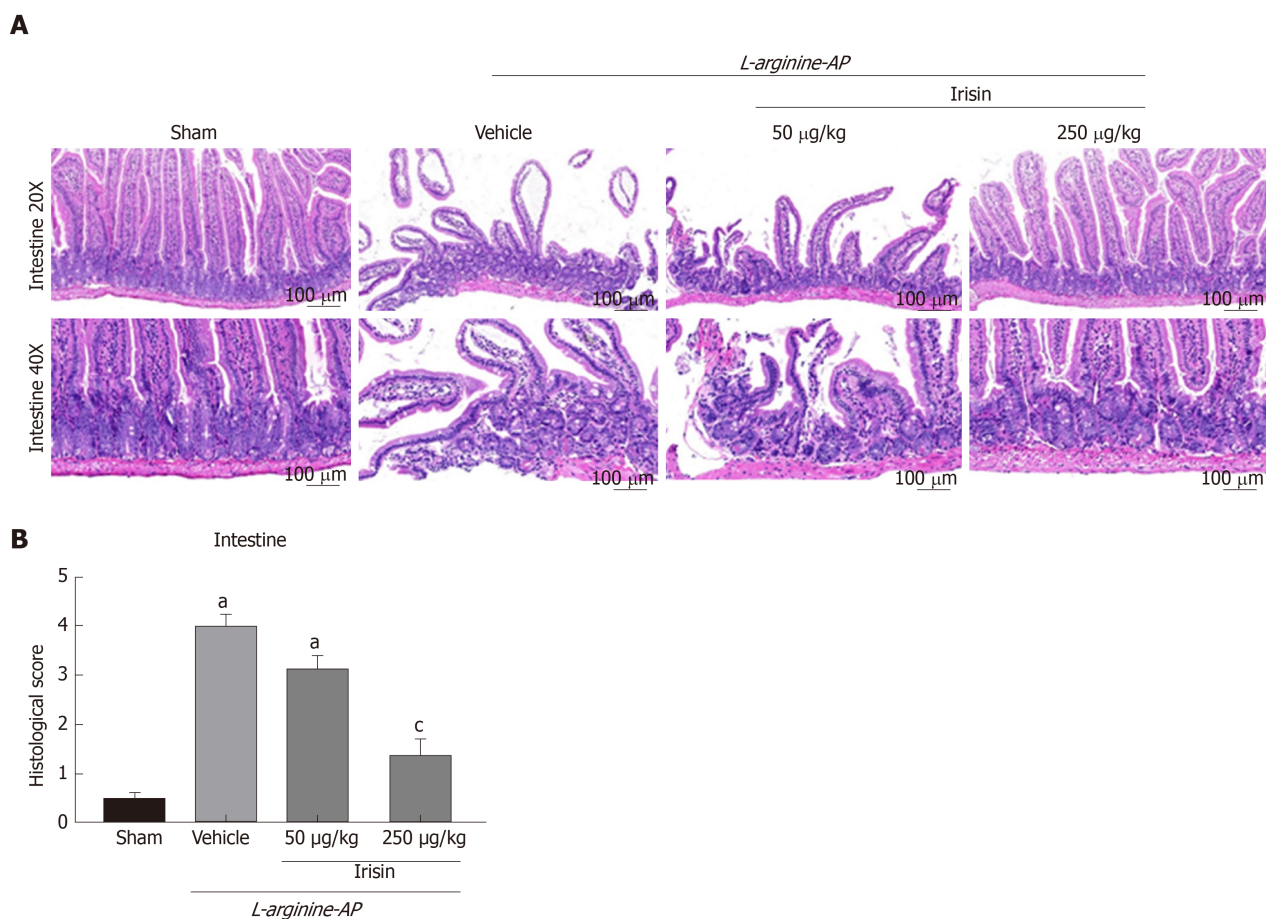 A
L-arginine-AP
Irisin
Sham Vehicle 50 μg/kg 250 μg/kg
Intestine 20X
100 μm 100 μm 100 μm 100 μm
Intestine 40X
100 μm 100 μm 100 μm 100 μm
B
Intestine
Histological score
5
4
3
2
1
0
a
a
c
Sham Vehicle 50 μg/kg 250 μg/kg
Irisin
L-arginine-AP